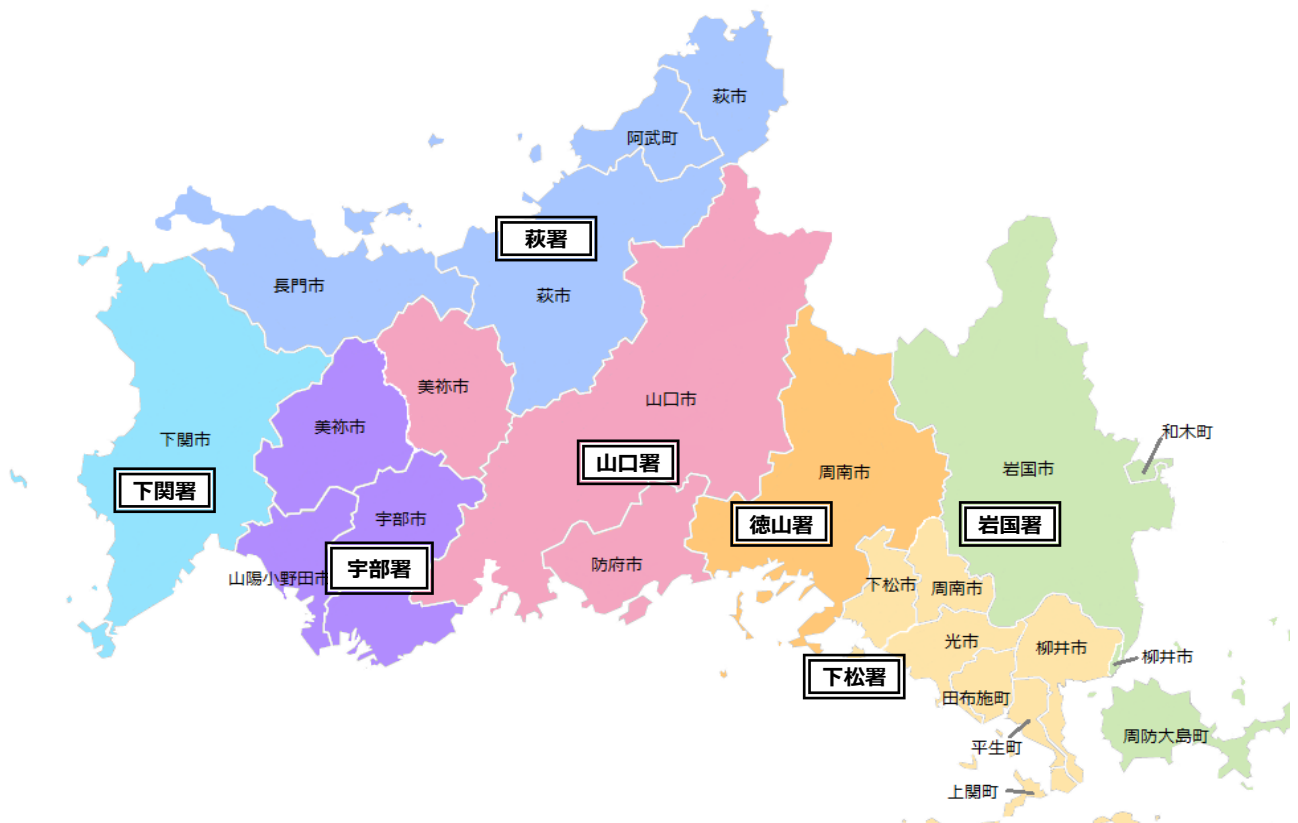 萩市
阿武町
萩署
長門市
萩市
美祢市
山口市
美祢市
下関市
和木町
岩国市
周南市
山口署
下関署
宇部市
徳山署
岩国署
防府市
宇部署
山陽小野田市
下松市
周南市
光市
柳井市
柳井市
下松署
田布施町
周防大島町
平生町
上関町